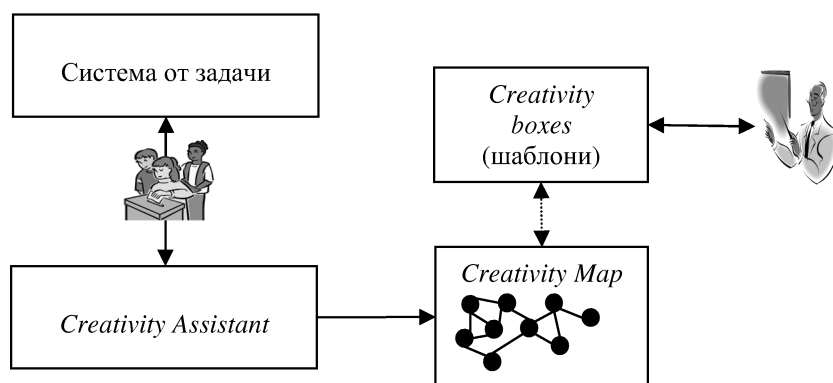 Система от задачи
Creativity
boxes
(шаблони)
Creativity Assistant
Creativity Map